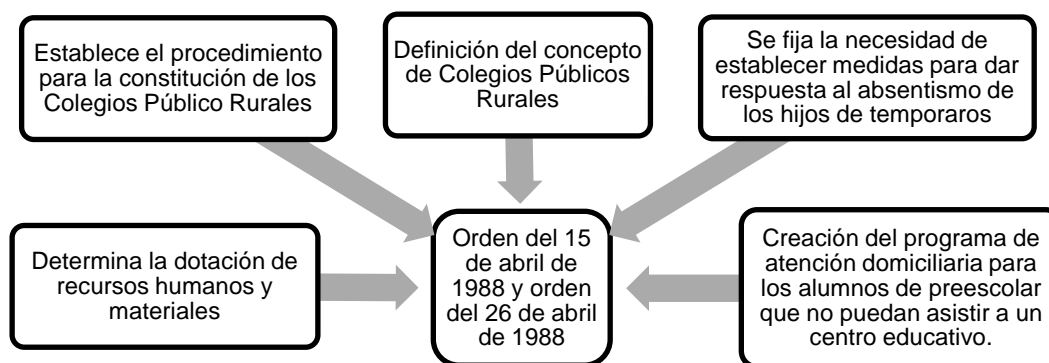 Establece el procedimiento
para la constitución de los
Colegios Público Rurales
Definición del concepto
de Colegios Públicos
Rurales
Se fija la necesidad de
establecer medidas para dar
respuesta al absentismo de
los hijos de temporaros
Determina la dotación de
recursos humanos y
materiales
Orden del 15
de abril de
1988 y orden
del 26 de abril
de 1988
Creación del programa de
atención domiciliaria para
los alumnos de preescolar
que no puedan asistir a un
centro educativo.